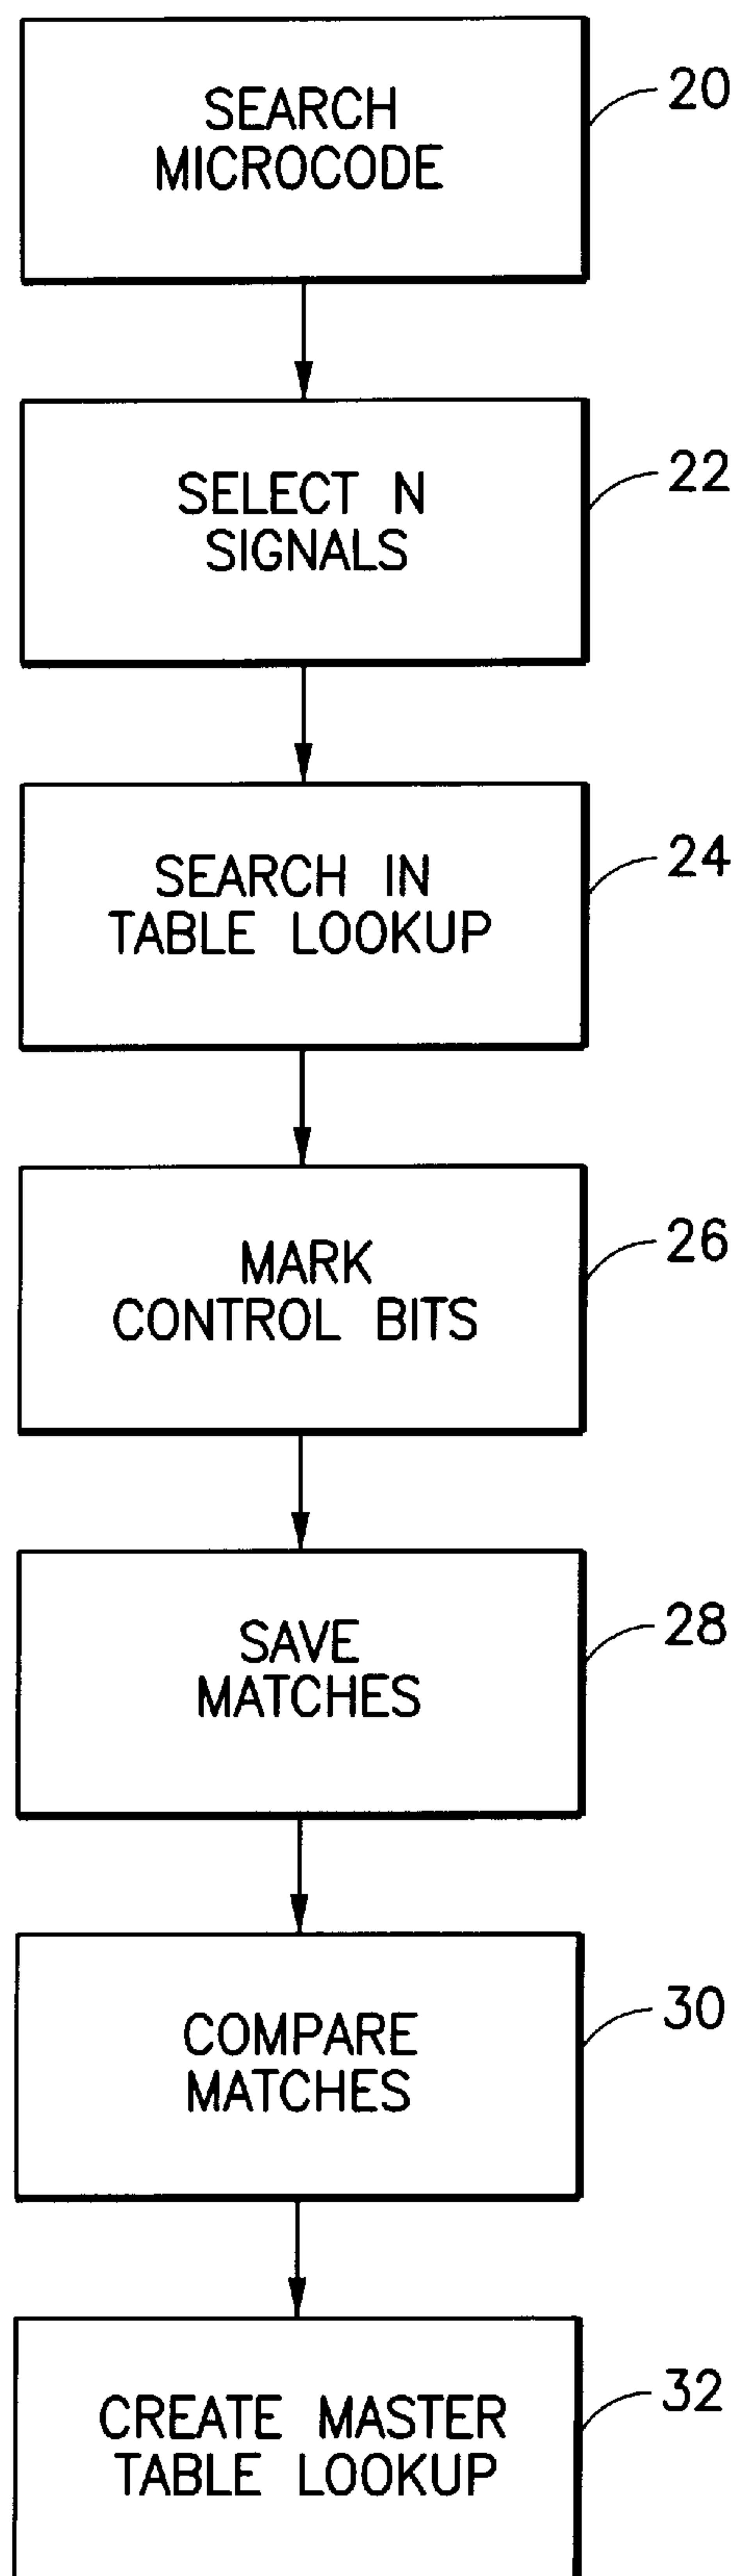 SEARCH
MICROCODE
20
SELECT N
SIGNALS
22
SEARCH IN
TABLE LOOKUP
24
MARK
CONTROL BITS
26
SAVE
MATCHES
28
COMPARE
MATCHES
30
CREATE MASTER
TABLE LOOKUP
32